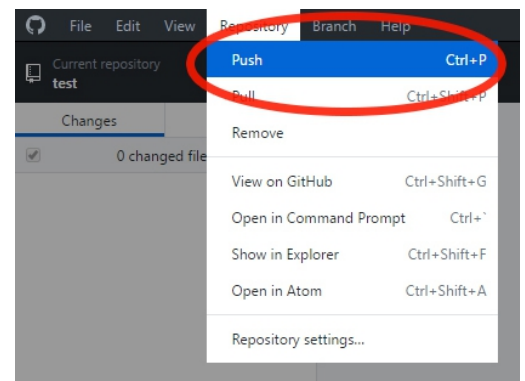 File Edit View Repository Branch Help
Current repository
test
Push Ctrl+P
Pull Ctrl+Shift+P
Changes
Remove
0 changed file
View on GitHub Ctrl+Shift+G
Open in Command Prompt Ctrl+`
Show in Explorer Ctrl+Shift+F
Open in Atom Ctrl+Shift+A
Repository settings...